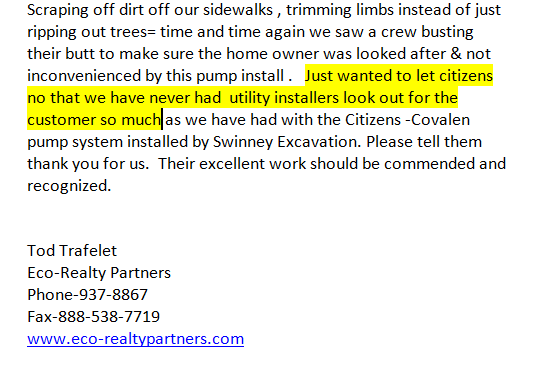 Scraping off dirt off our sidewalks , trimming limbs instead of just
ripping out trees= time and time again we saw a crew busting
their butt to make sure the home owner was looked after & not
inconvenienced by this pump install .   Just wanted to let citizens
no that we have never had  utility installers look out for the
customer so much as we have had with the Citizens -Covalen
pump system installed by Swinney Excavation. Please tell them
thank you for us.  Their excellent work should be commended and
recognized.
Tod Trafelet
Eco-Realty Partners
Phone-937-8867
Fax-888-538-7719
www.eco-realtypartners.com